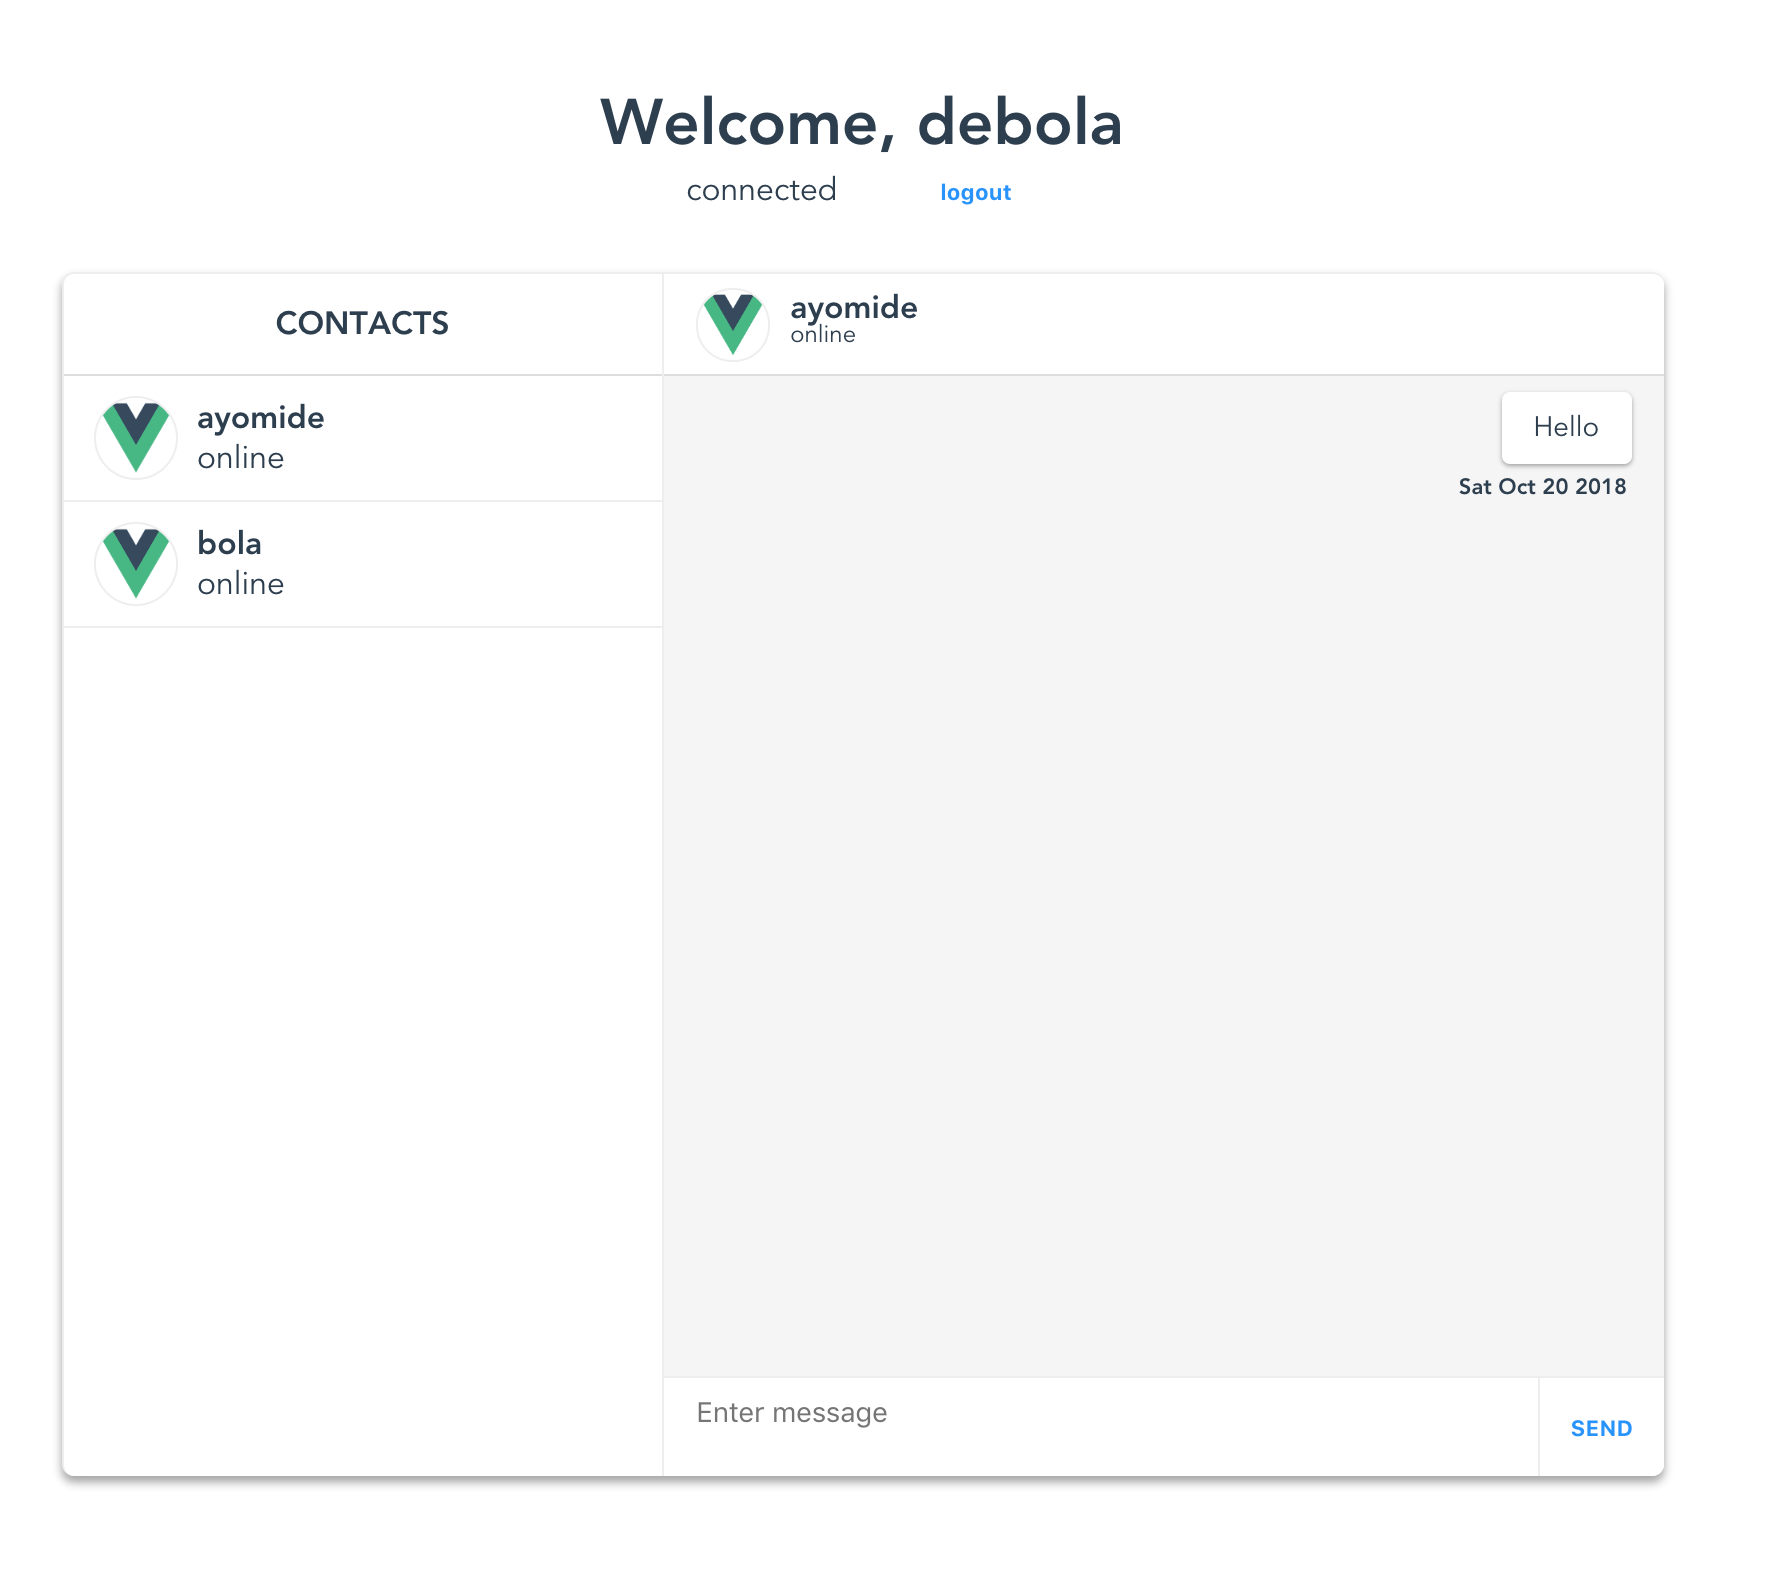 Welcome, debola
connected
logout
CONTACTS
ayomide
online
bola
online
ayomide
online
Hello
Sat Oct 20 2018
Enter message
SEND